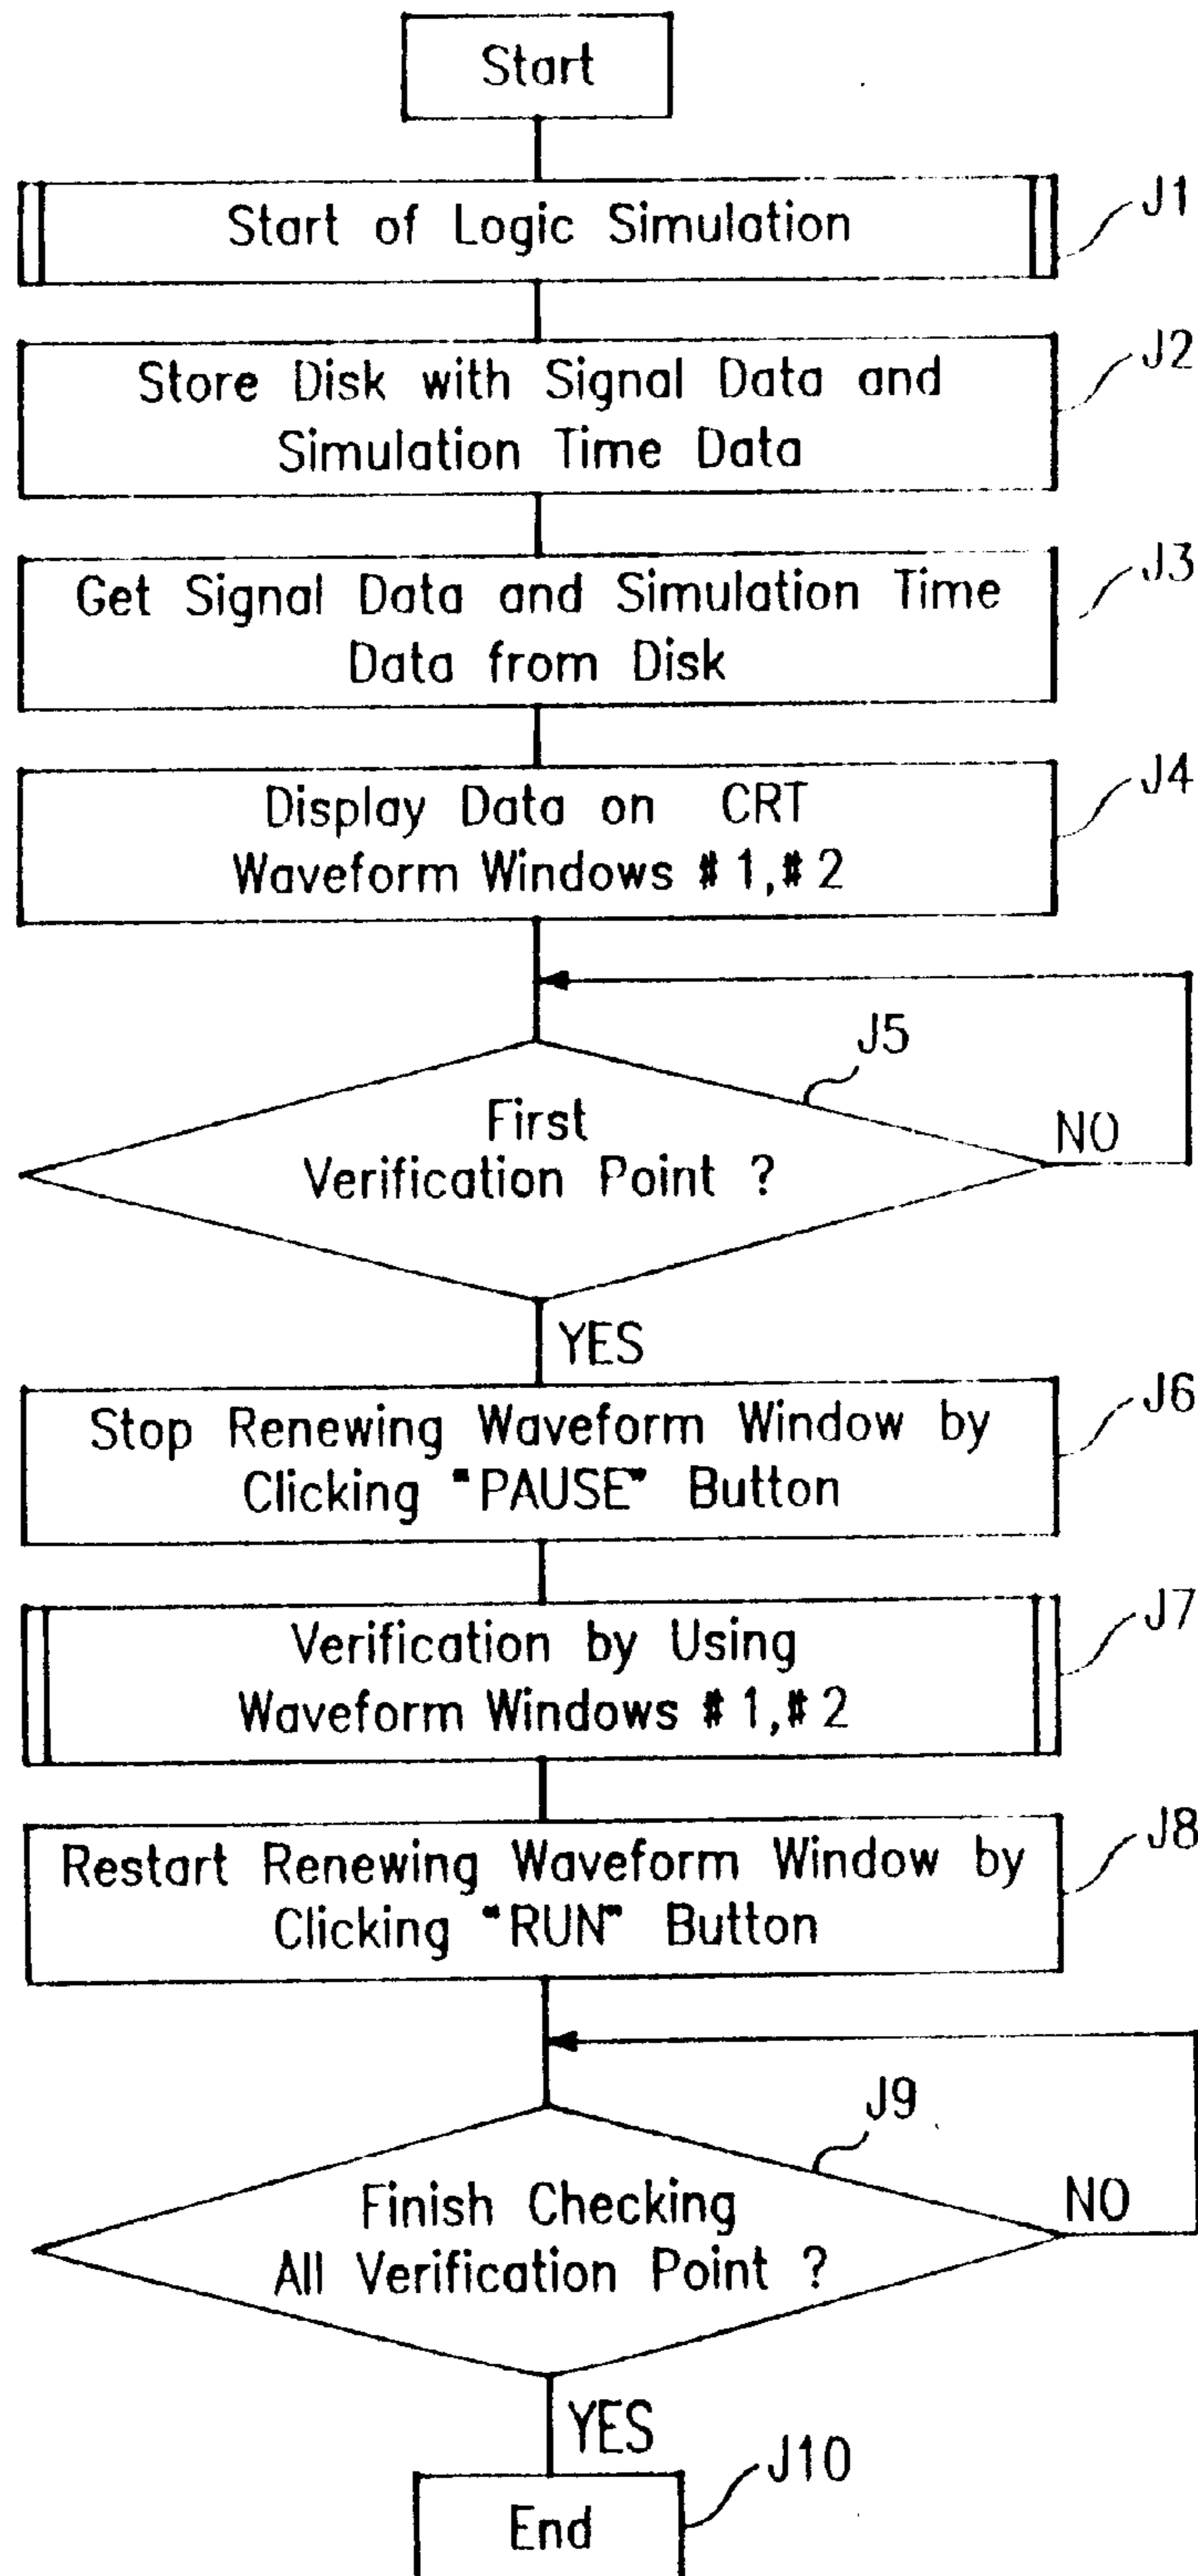 Start
Start of Logic Simulation
J1
Store Disk with Signal Data and
Simulation Time Data
J2
Get Signal Data and Simulation Time
Data from Disk
J3
Display Data on CRT
Waveform Windows #1,#2
J4
J5
First
Verification Point ?
NO
YES
Stop Renewing Waveform Window by
Clicking "PAUSE" Button
J6
Verification by Using
Waveform Windows #1,#2
J7
Restart Renewing Waveform Window by
Clicking "RUN" Button
J8
J9
Finish Checking
All Verification Point ?
NO
YES
End
J10